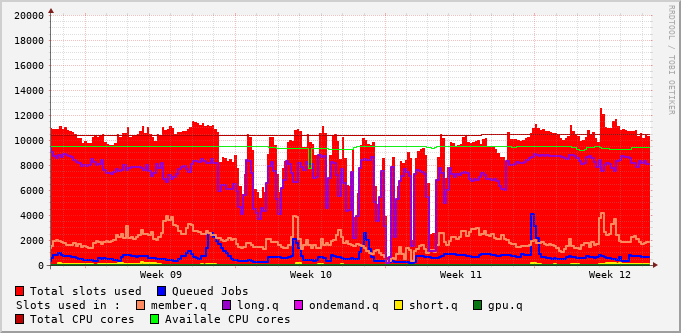 20000
18000
16000
14000
12000
10000
8000
6000
4000
2000
0
Week 09 Week 10 Week 11 Week 12
Total slots used Queued Jobs
Slots used in : member.q long.q ondemand.q short.q gpu.q
Total CPU cores Availale CPU cores
RRDTOOL / TOBI OETIKER